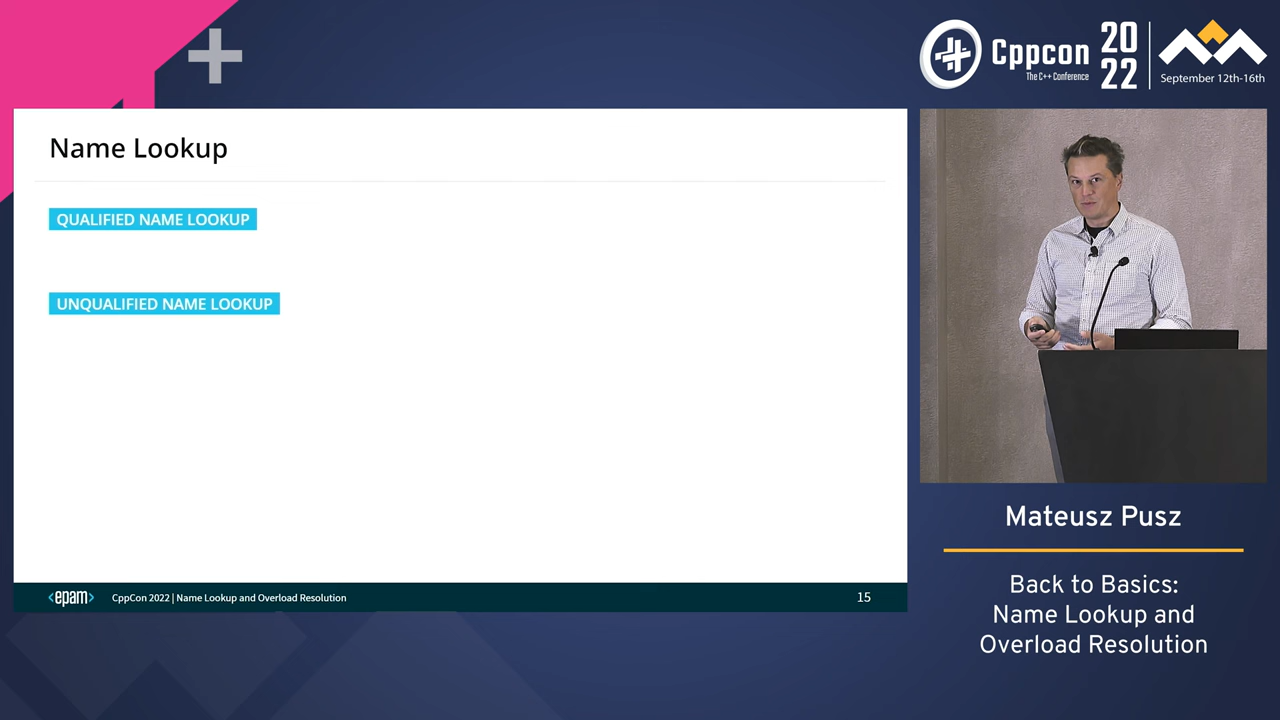 Cppcon
The C++ Conference
20
22
September 12th-16th
Name Lookup
QUALIFIED NAME LOOKUP
UNQUALIFIED NAME LOOKUP
<epam>
CppCon 2022 | Name Lookup and Overload Resolution
15
Mateusz Pusz
Back to Basics:
Name Lookup and
Overload Resolution